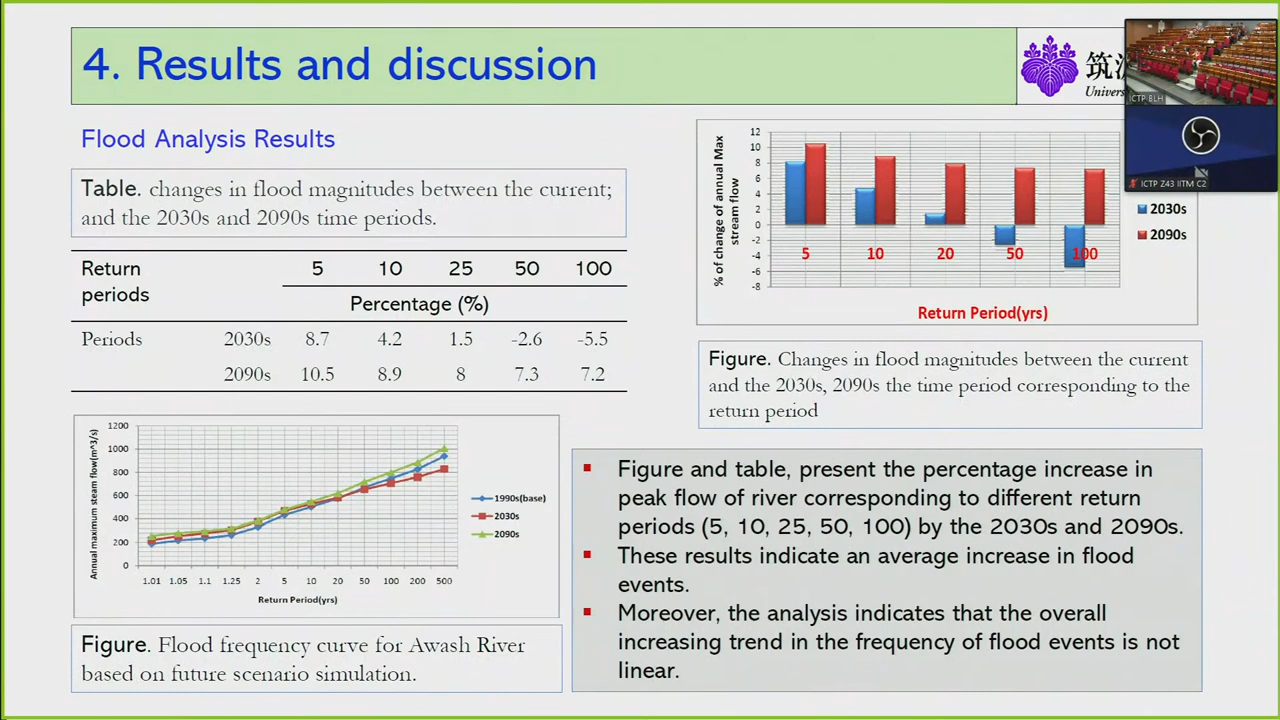 4. Results and discussion
筑
Univers
ICTP BLH
ICTP Z43 IITM C2
Flood Analysis Results
Table. changes in flood magnitudes between the current;
and the 2030s and 2090s time periods.
Return
periods
5 10 25 50 100
Percentage (%)
Periods 2030s 8.7 4.2 1.5 -2.6 -5.5
2090s 10.5 8.9 8 7.3 7.2
% of change of annual Max
stream flow
12
10
8
6
4
2
0
-2
-4
-6
-8
5 10 20 50 100
Return Period(yrs)
2030s
2090s
Figure. Changes in flood magnitudes between the current
and the 2030s, 2090s the time period corresponding to the
return period
Annual maximum steam flow(m^3/s)
1200
1000
800
600
400
200
0
1.01 1.05 1.1 1.25 2 5 10 20 50 100 200 500
Return Period(yrs)
1990s(base)
2030s
2090s
Figure. Flood frequency curve for Awash River
based on future scenario simulation.
▪ Figure and table, present the percentage increase in
peak flow of river corresponding to different return
periods (5, 10, 25, 50, 100) by the 2030s and 2090s.
▪ These results indicate an average increase in flood
events.
▪ Moreover, the analysis indicates that the overall
increasing trend in the frequency of flood events is not
linear.